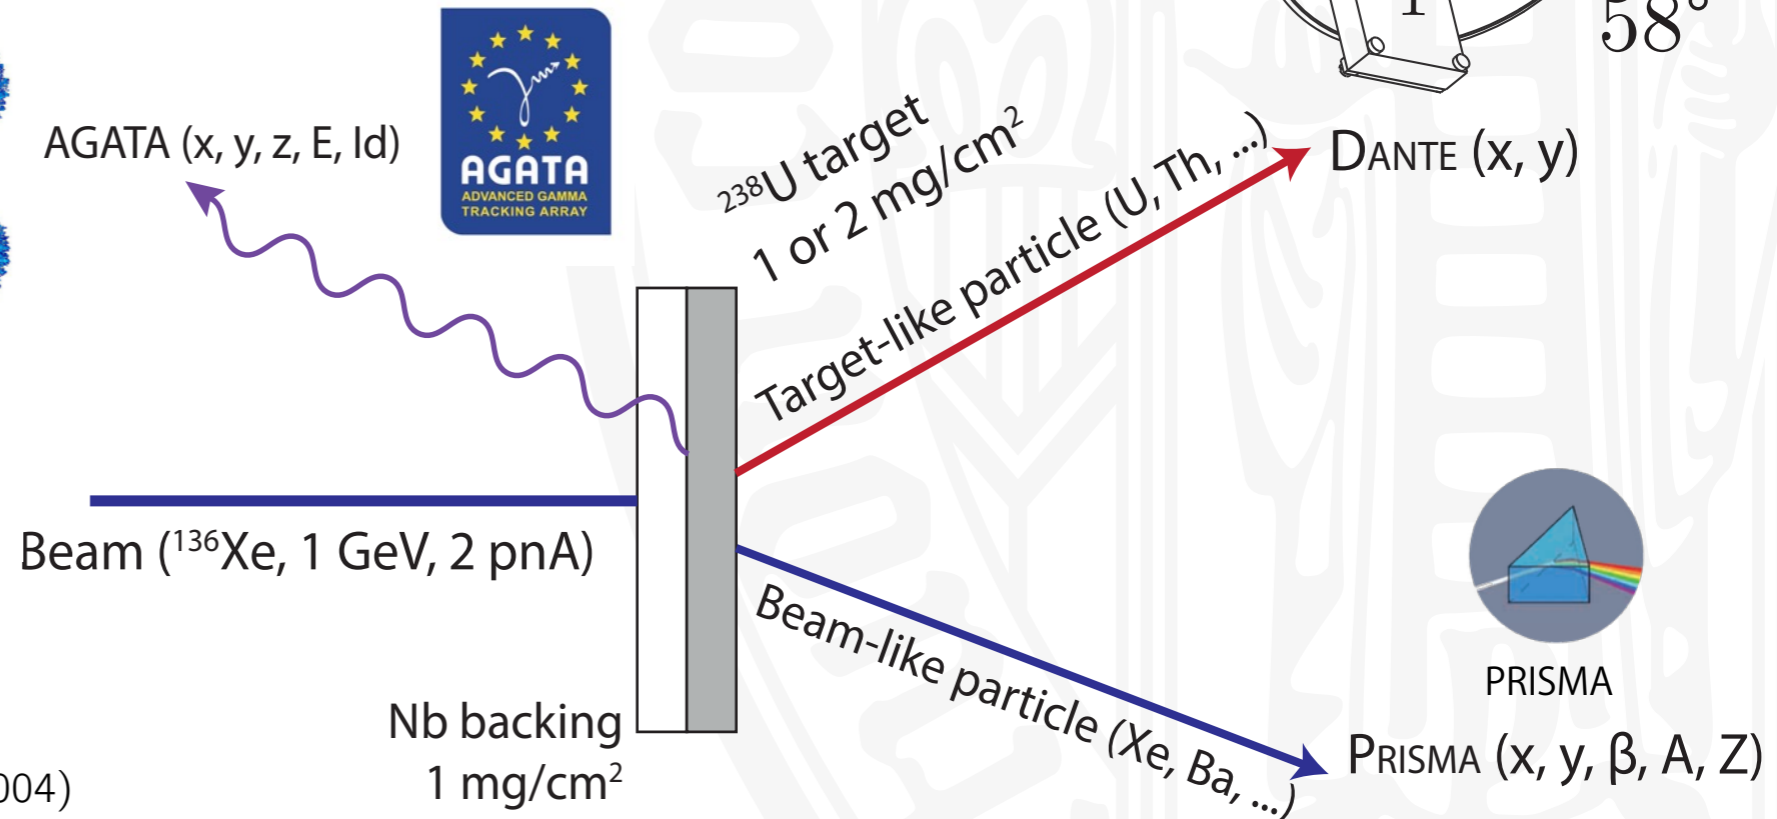 1
58°
AGATA (x, y, z, E, Id)
AGATA
ADVANCED GAMMA
TRACKING ARRAY
²³⁸U target
1 or 2 mg/cm²
Target-like particle (U, Th, ...)
DANTE (x, y)
Beam (¹³⁶Xe, 1 GeV, 2 pnA)
Beam-like particle (Xe, Ba, ...)
PRISMA
PRISMA (x, y, β, A, Z)
Nb backing
1 mg/cm²
004)